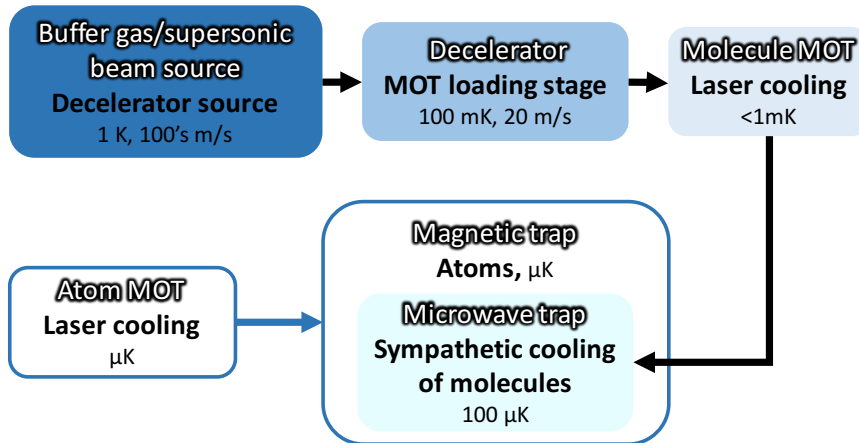 Buffer gas/supersonic
beam source
Decelerator source
1 K, 100's m/s
Decelerator
MOT loading stage
100 mK, 20 m/s
Molecule MOT
Laser cooling
<1mK
Atom MOT
Laser cooling
µK
Magnetic trap
Atoms, µK
Microwave trap
Sympathetic cooling
of molecules
100 µK